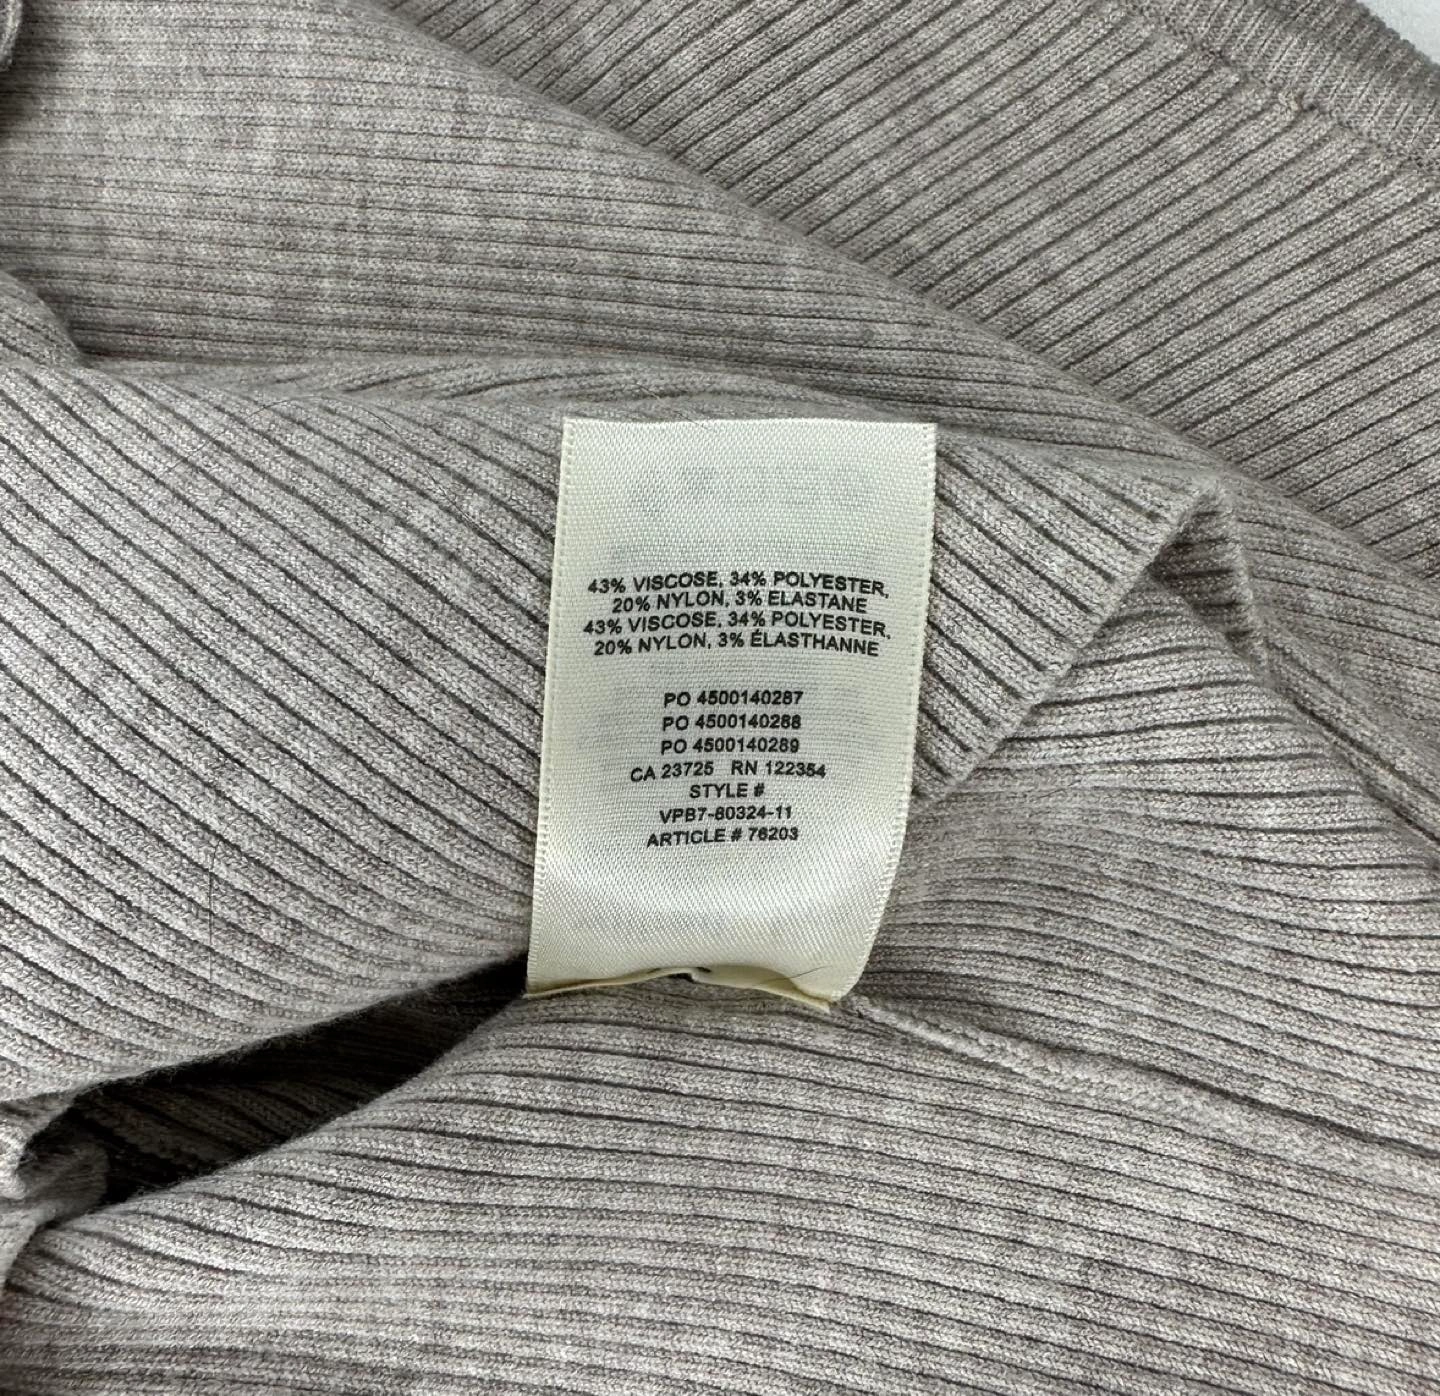 43% VISCOSE, 34% POLYESTER,
20% NYLON, 3% ELASTANE
43% VISCOSE, 34% POLYESTER,
20% NYLON, 3% ÉLASTHANNE
PO 4500140287
PO 4500140288
PO 4500140289
CA 23725 RN 122354
STYLE #
VPB7-60324-11
ARTICLE # 76203